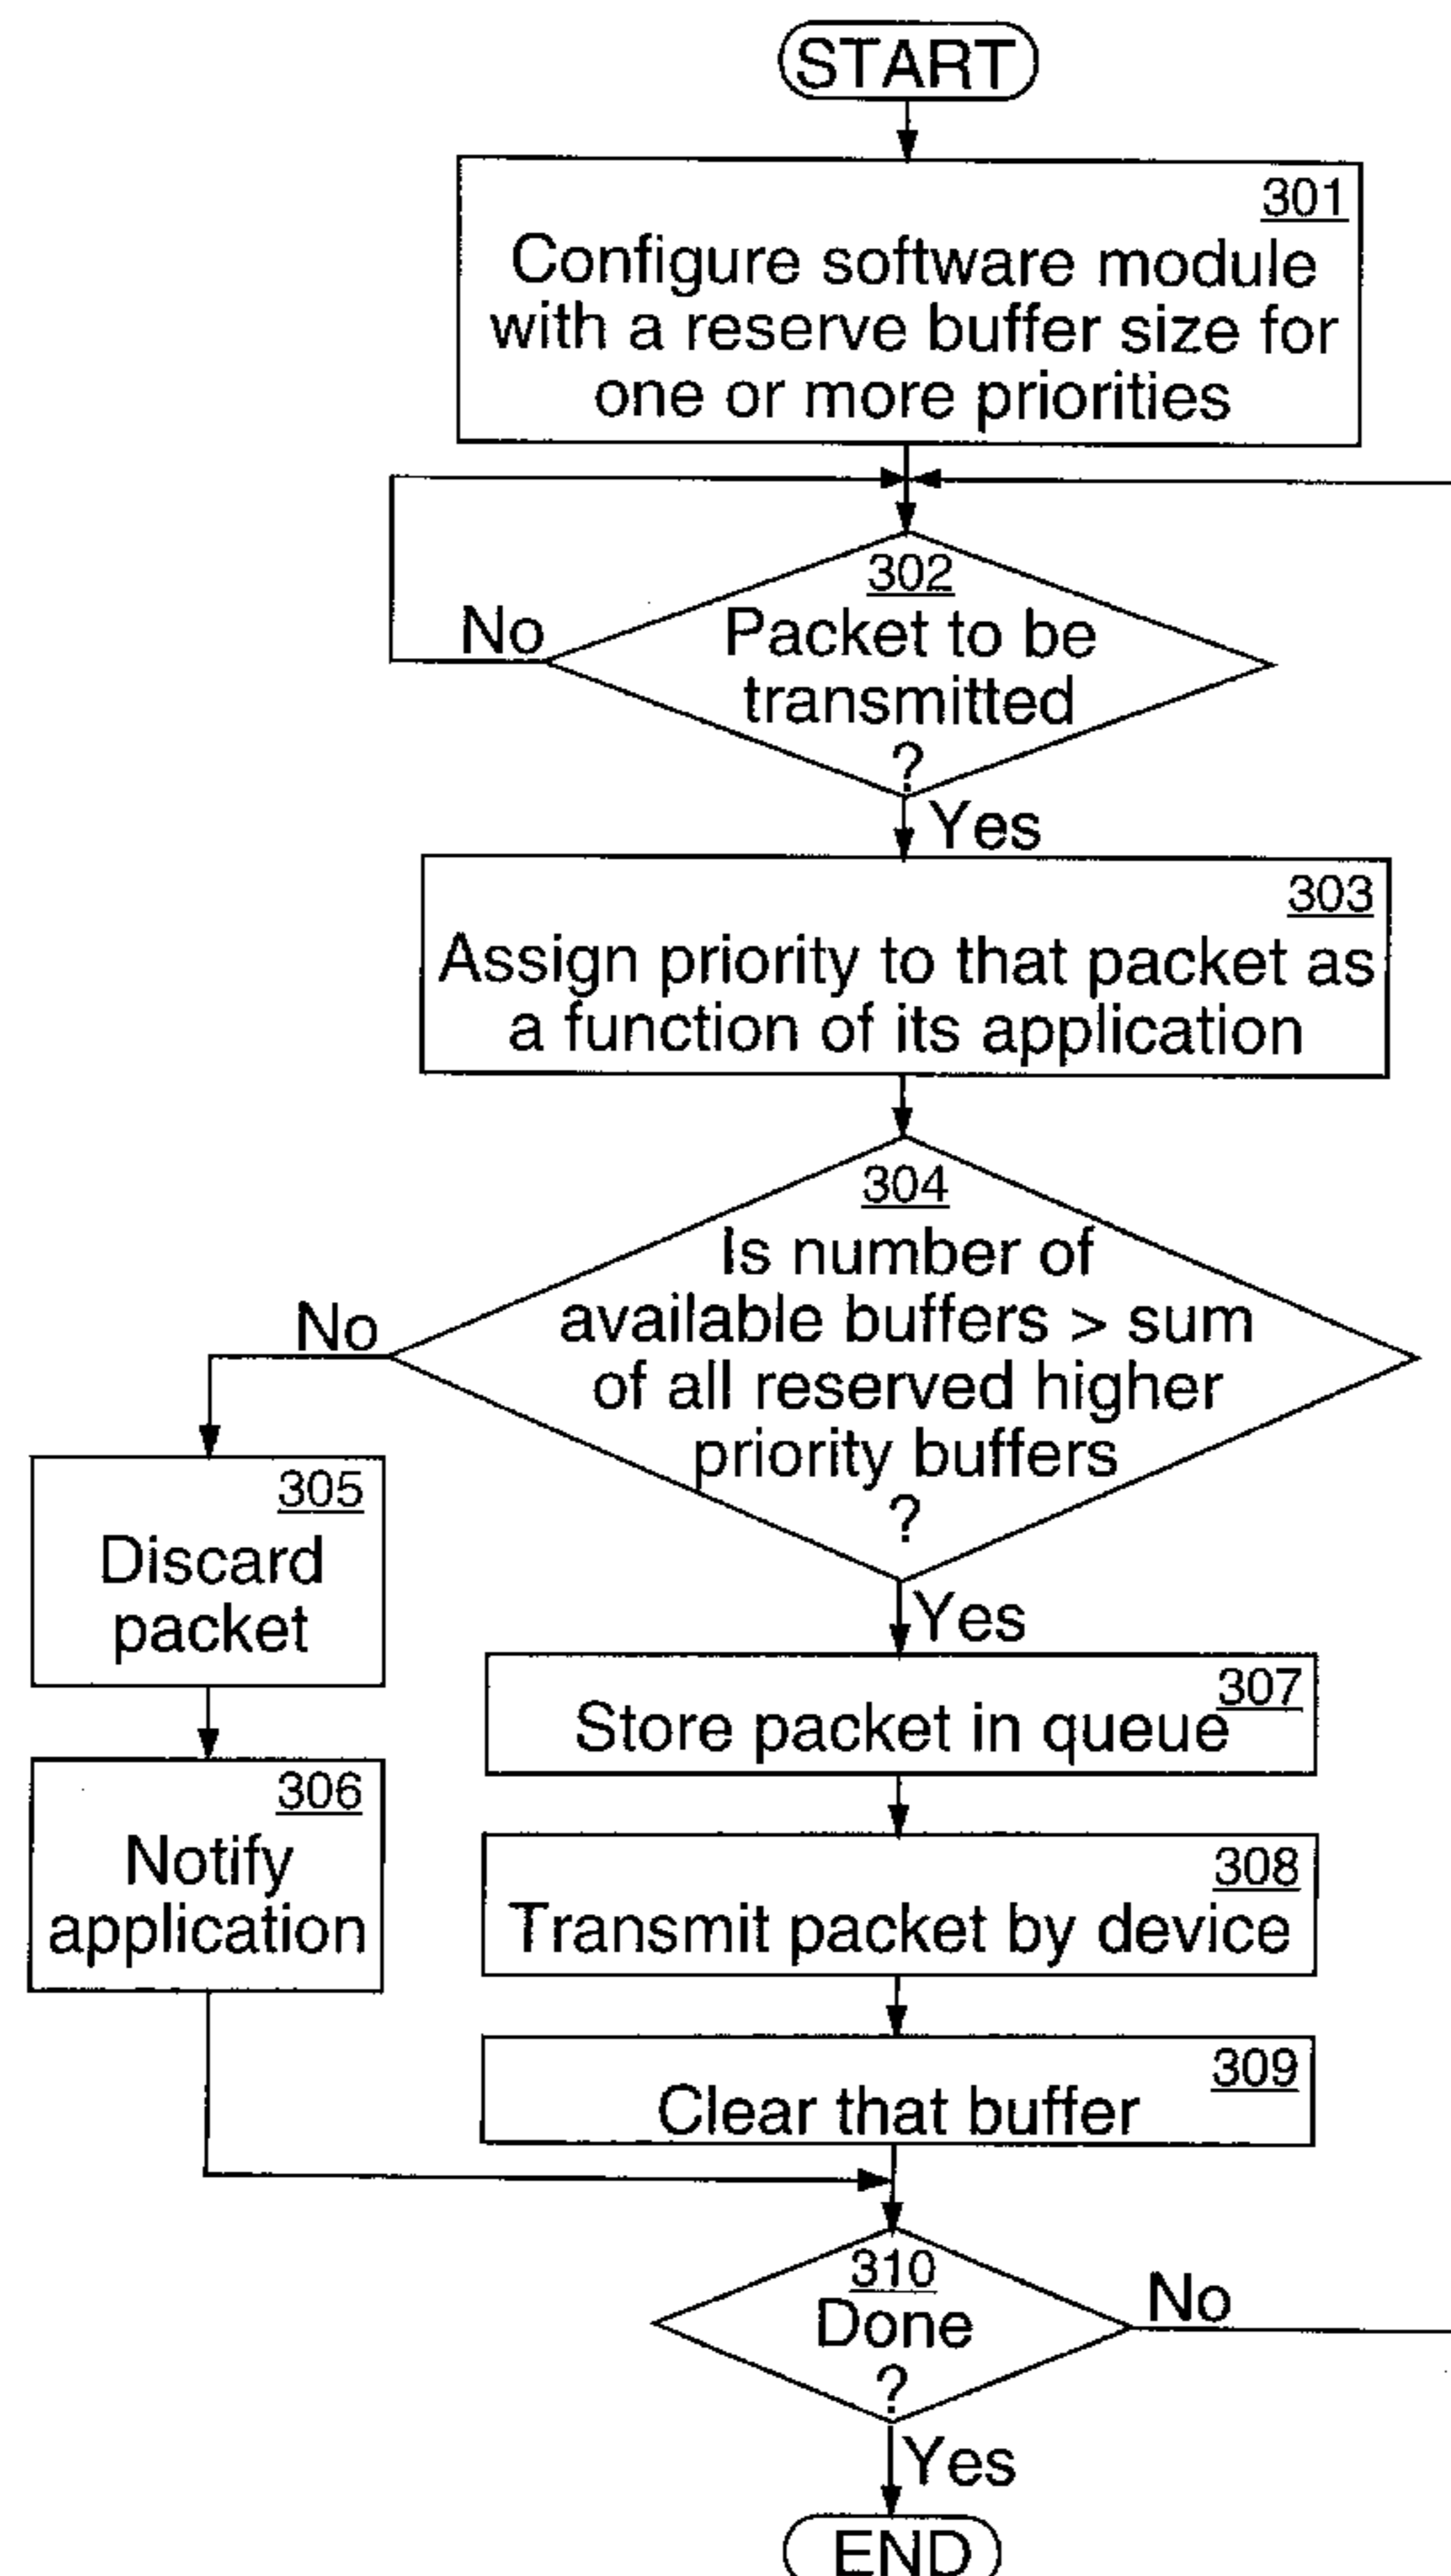 START
301
Configure software module
with a reserve buffer size for
one or more priorities
302
Packet to be
transmitted
?
No
Yes
303
Assign priority to that packet as
a function of its application
304
Is number of
available buffers > sum
of all reserved higher
priority buffers
?
No
Yes
305
Discard
packet
306
Notify
application
307
Store packet in queue
308
Transmit packet by device
309
Clear that buffer
310
Done
?
No
Yes
END